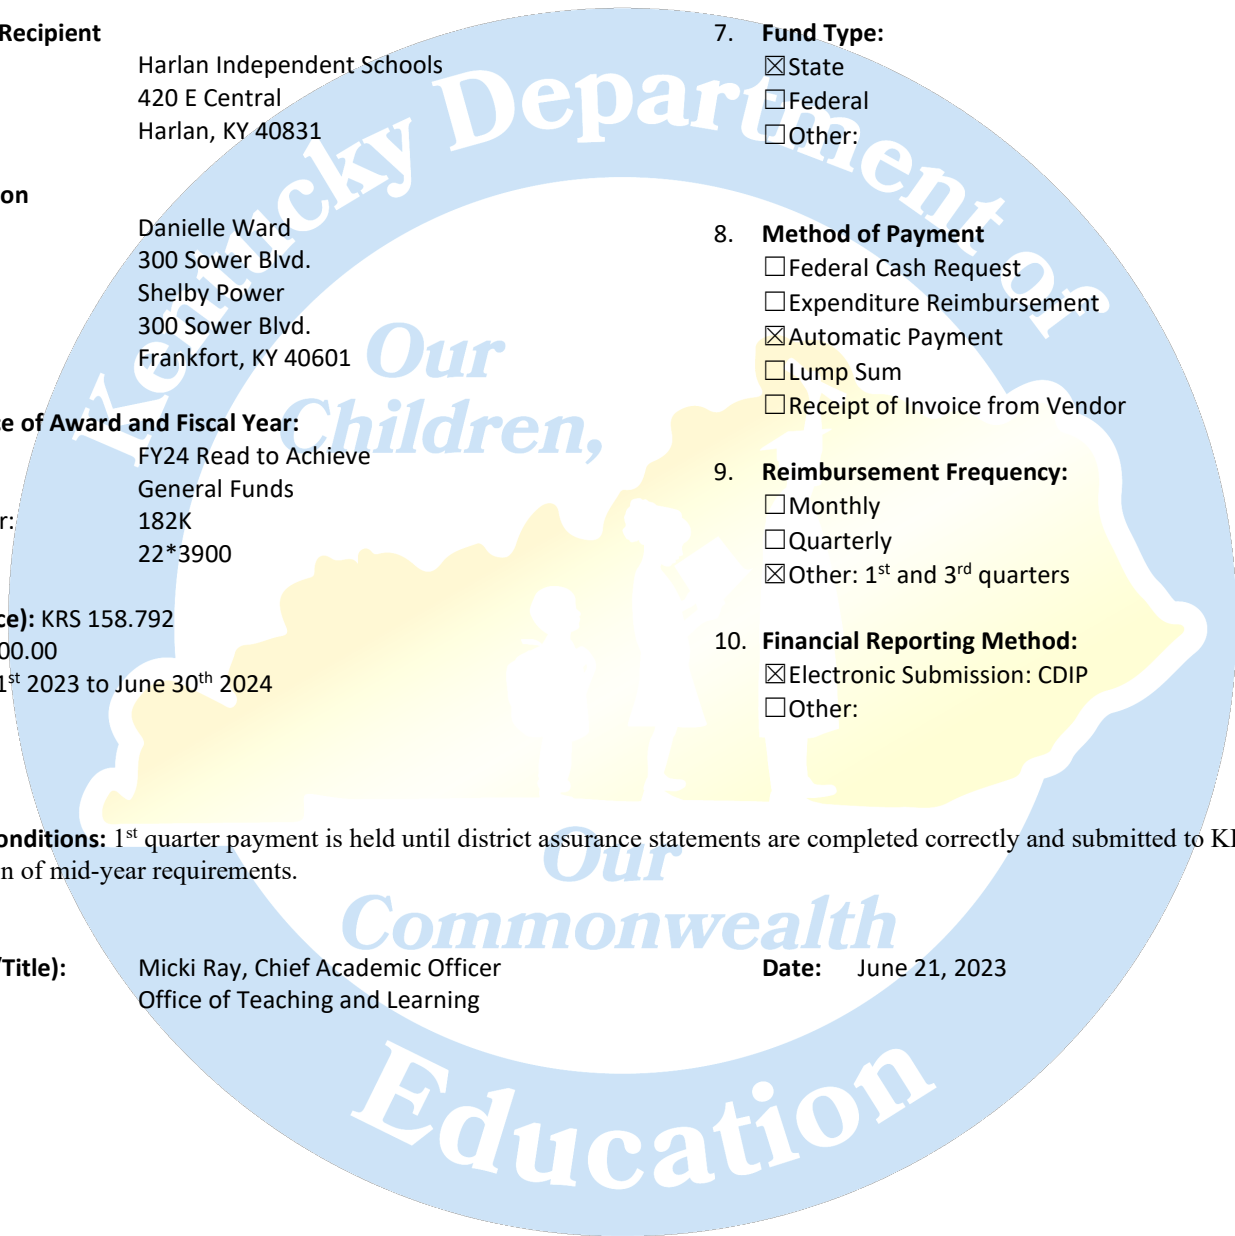 Recipient
Harlan Independent Schools
420 E Central
Harlan, KY 40831
on
Danielle Ward
300 Sower Blvd.
Shelby Power
300 Sower Blvd.
Frankfort, KY 40601
ce of Award and Fiscal Year:
FY24 Read to Achieve
General Funds
r: 182K
22*3900
ce): KRS 158.792
00.00
1st 2023 to June 30th 2024
7. Fund Type:
☒State
☐Federal
☐Other:
8. Method of Payment
☐Federal Cash Request
☐Expenditure Reimbursement
☒Automatic Payment
☐Lump Sum
☐Receipt of Invoice from Vendor
9. Reimbursement Frequency:
☐Monthly
☐Quarterly
☒Other: 1st and 3rd quarters
10. Financial Reporting Method:
☒Electronic Submission: CDIP
☐Other:
onditions: 1st quarter payment is held until district assurance statements are completed correctly and submitted to K
n of mid-year requirements.
/Title): Micki Ray, Chief Academic Officer
Office of Teaching and Learning
Date: June 21, 2023
Kentucky Department of
Education
Our
Children,
Our
Commonwealth